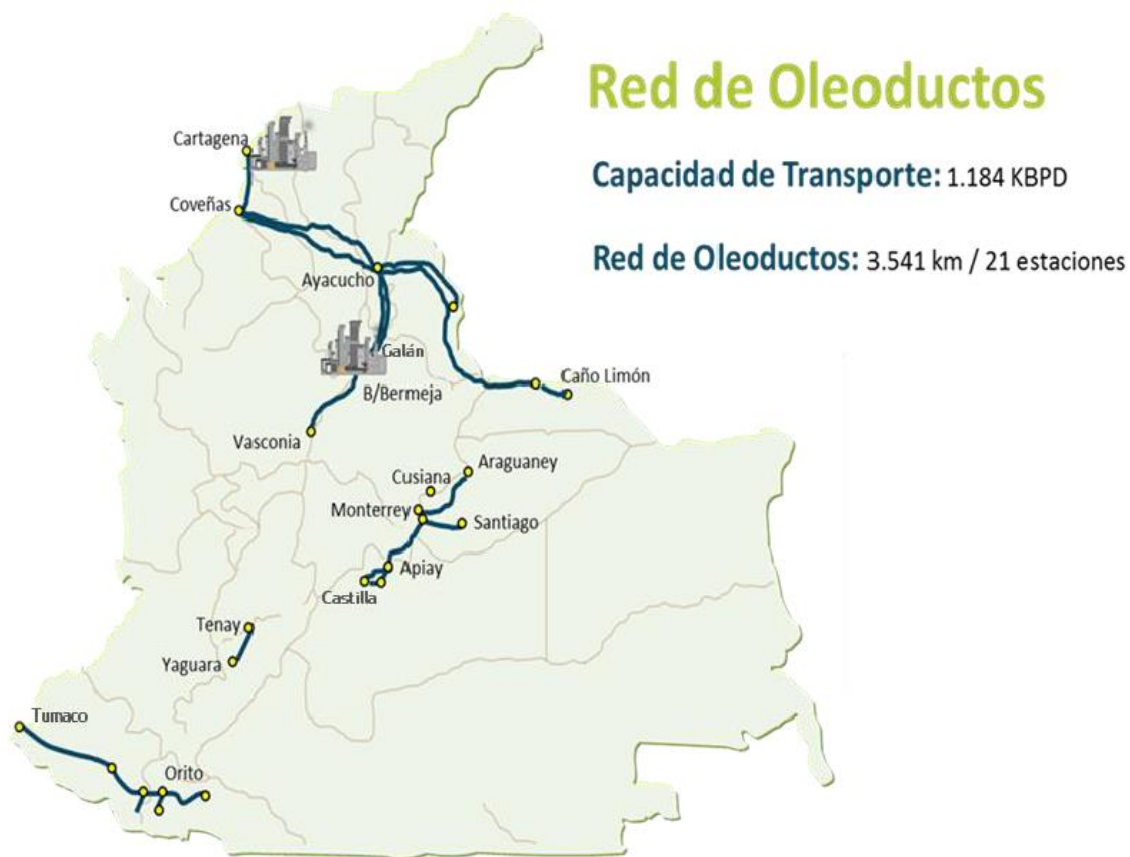 Red de Oleoductos
Cartagena
Capacidad de Transporte: 1.184 KBPD
Coveñas
Red de Oleoductos: 3.541 km / 21 estaciones
Ayacucho
Galán
Caño Limón
B/Bermeja
Vasconia
Araguaney
Cusiana
Monterrey
Santiago
Apiay
Castilla
Tenay
Yaguara
Tumaco
Orito